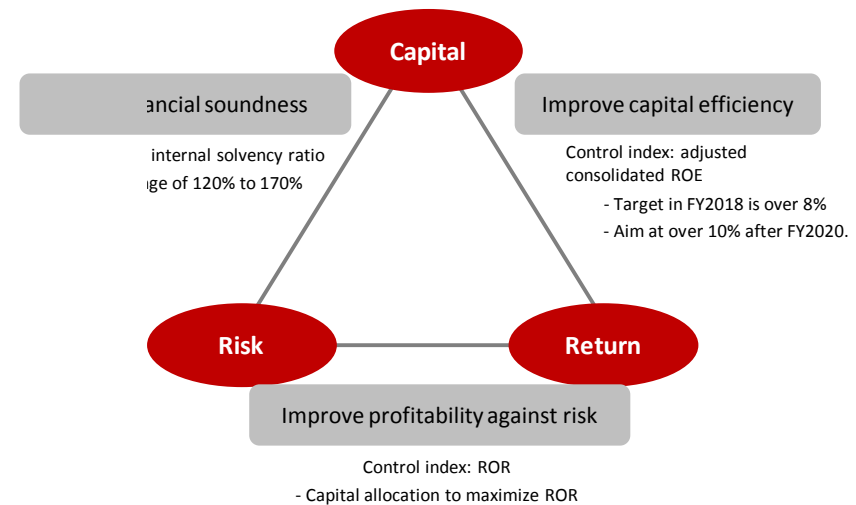 Capital
ancial soundness
internal solvency ratio
ge of 120% to 170%
Improve capital efficiency
Control index: adjusted
consolidated ROE
- Target in FY2018 is over 8%
- Aim at over 10% after FY2020.
Risk
Return
Improve profitability against risk
Control index: ROR
- Capital allocation to maximize ROR